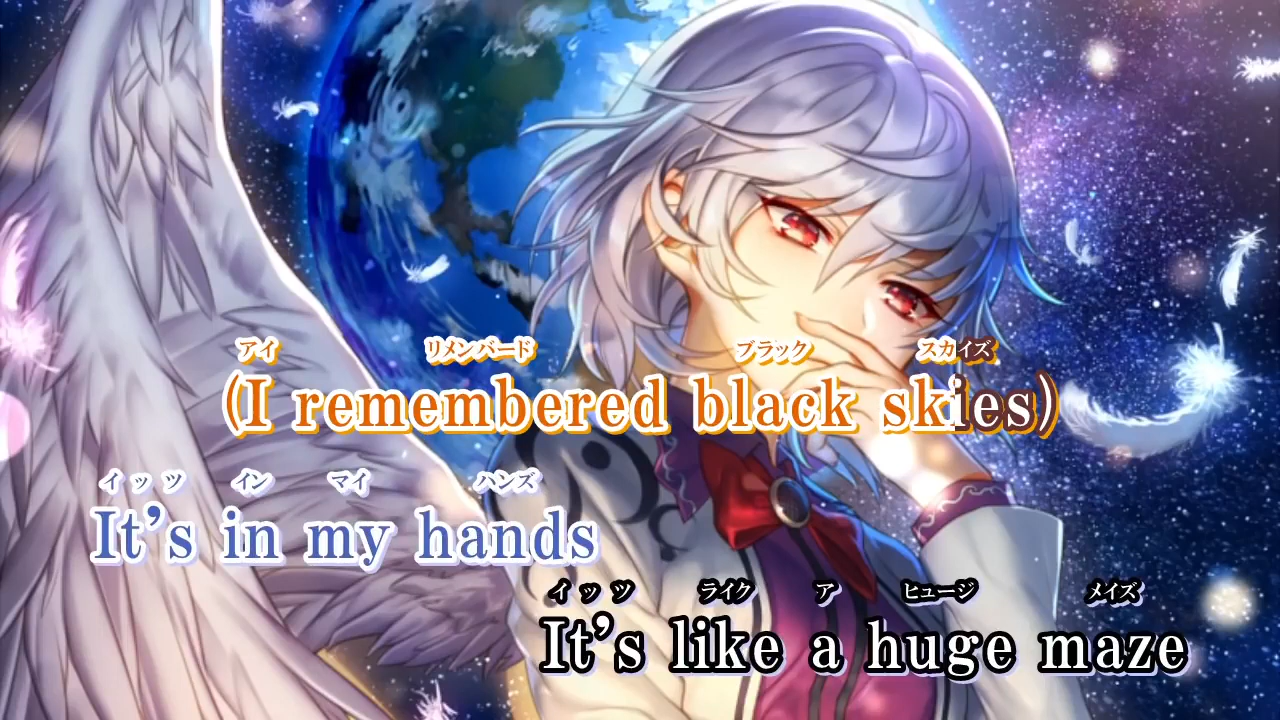 アイ リメンバード ブラック スカイズ
(I remembered black skies)
イッツ イン マイ ハンズ
It's in my hands
イッツ ライク ア ヒュージ メイズ
It's like a huge maze